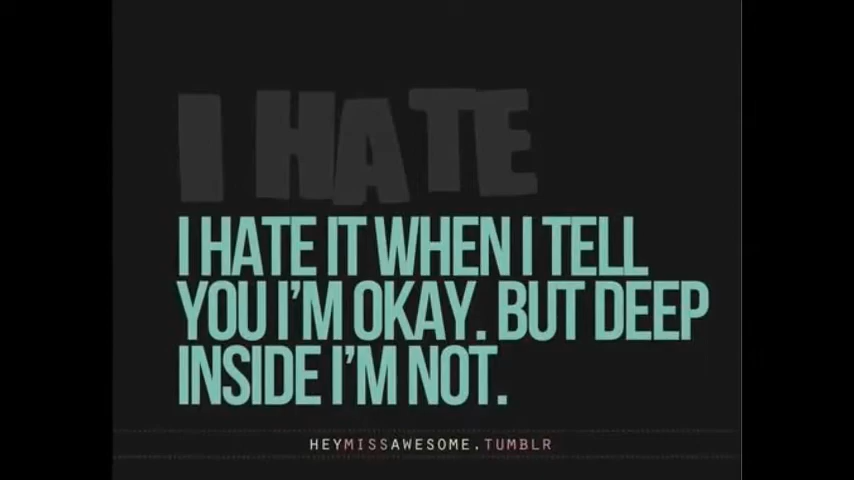 I HATE
I HATE IT WHEN I TELL
YOU I'M OKAY. BUT DEEP
INSIDE I'M NOT.
HEYMISSAWESOME.TUMBLR